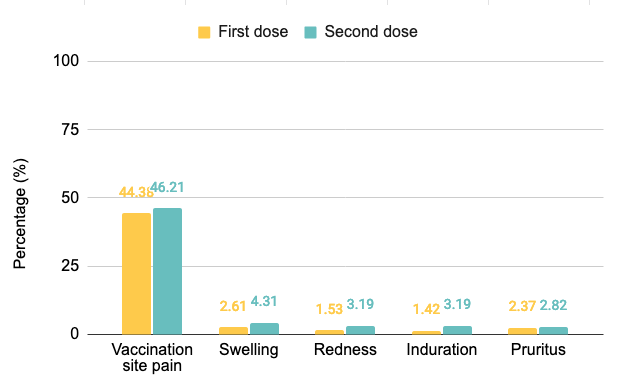 First dose Second dose
100
75
50
25
0
Percentage (%)
44.38 46.21
2.61 4.31
1.53 3.19
1.42 3.19
2.37 2.82
Vaccination
site pain
Swelling
Redness
Induration
Pruritus